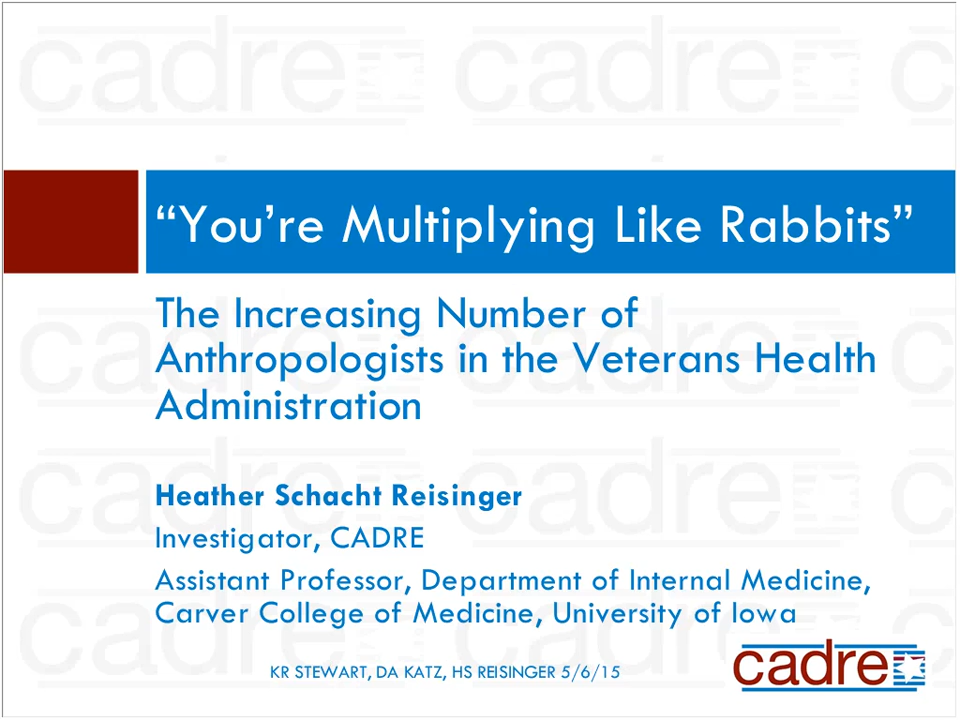 “You’re Multiplying Like Rabbits”
The Increasing Number of
Anthropologists in the Veterans Health
Administration
Heather Schacht Reisinger
Investigator, CADRE
Assistant Professor, Department of Internal Medicine,
Carver College of Medicine, University of Iowa
KR STEWART, DA KATZ, HS REISINGER 5/6/15
cadre